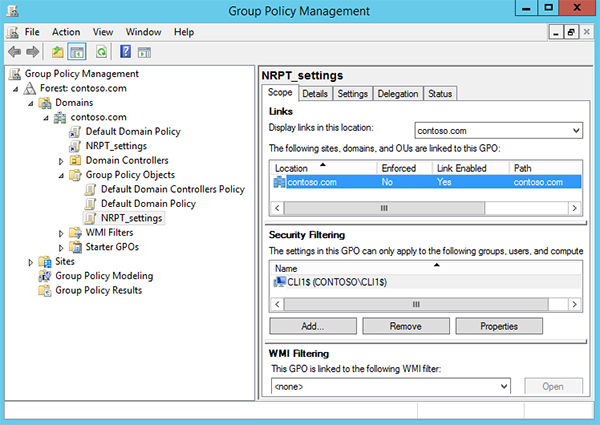 Group Policy Management
File Action View Window Help
Group Policy Management
Forest: contoso.com
Domains
contoso.com
Default Domain Policy
NRPT_settings
Domain Controllers
Group Policy Objects
Default Domain Controllers Policy
Default Domain Policy
NRPT_settings
WMI Filters
Starter GPOs
Sites
Group Policy Modeling
Group Policy Results
NRPT_settings
Scope Details Settings Delegation Status
Links
Display links in this location: contoso.com
The following sites, domains, and OUs are linked to this GPO:
Location Enforced Link Enabled Path
contoso.com No Yes contoso.com
Security Filtering
The settings in this GPO can only apply to the following groups, users, and compute
Name
CLI1$ (CONTOSO\CLI1$)
Add... Remove Properties
WMI Filtering
This GPO is linked to the following WMI filter:
<none> Open